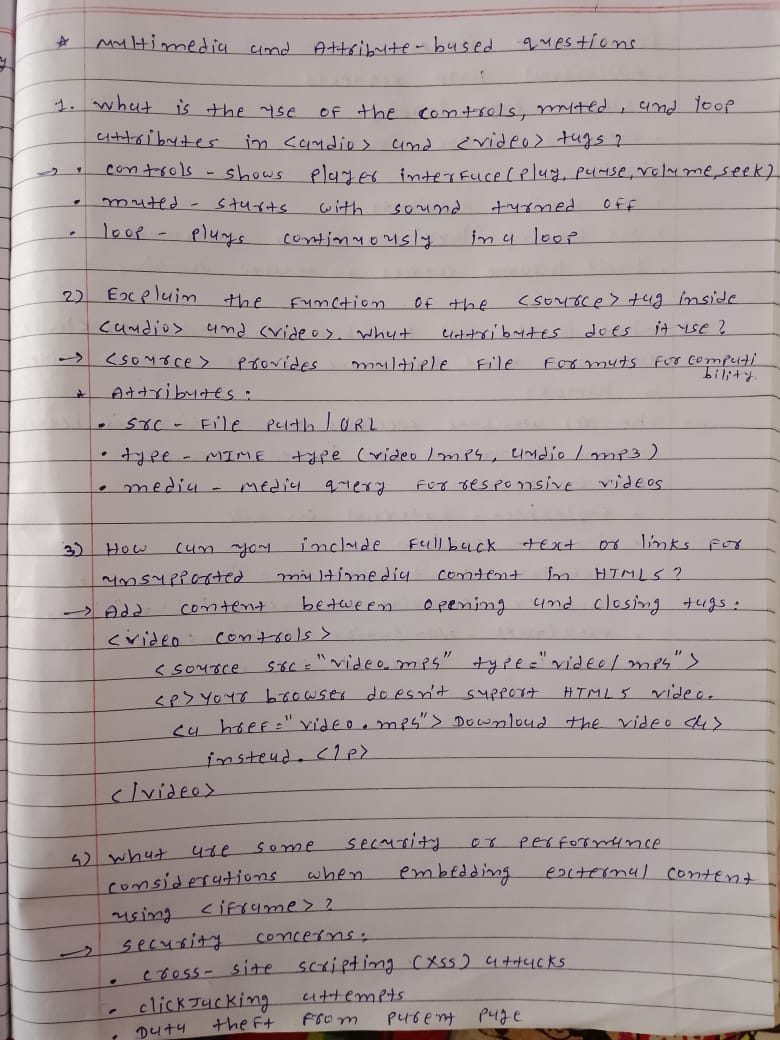 * Multimedia and Attribute-based questions
1. What is the use of the controls, muted, and loop
attributes in <audio> and <video> tags?
→ • controls - shows player interface (play, pause, volume, seek)
• muted - starts with sound turned off
• loop - plays continuously in a loop
2) Explain the function of the <source> tag inside
<audio> and <video>. What attributes does it use?
→ <source> provides multiple file formats for compati
bility.
* Attributes:
• src - File path / URL
• type - MIME type (video/mp4, audio/mp3)
• media - media query for responsive videos
3) How can you include fallback text or links for
unsupported multimedia content in HTML5?
→ Add content between opening and closing tags:
<video controls>
<source src="video.mp4" type="video/mp4">
<p>Your browser doesn't support HTML5 video.
<a href="video.mp4"> Download the video </a>
instead. </p>
</video>
4) What are some security or performance
considerations when embedding external content
using <iframe>?
→ security concerns:
• cross-site scripting (XSS) attacks
• clickjacking attempts
• Data theft from parent page